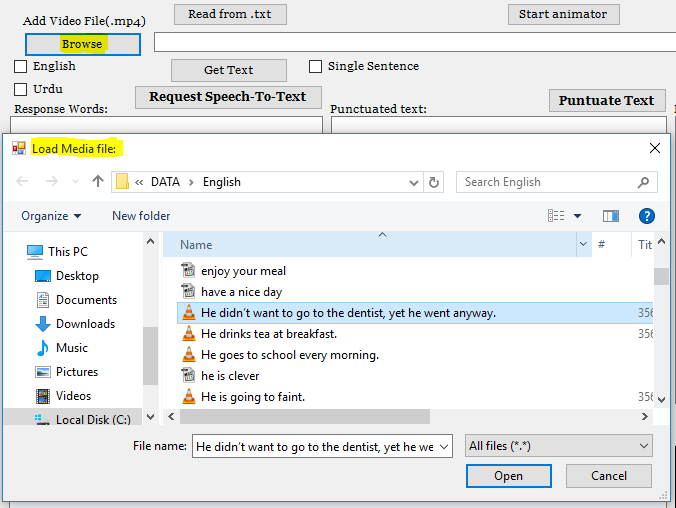 Read from .txt
Start animator
Add Video File(.mp4)
Browse
English
Get Text
Single Sentence
Urdu
Request Speech-To-Text
Puntuate Text
Response Words:
Punctuated text:
Load Media file:
« DATA › English
Search English
Organize
New folder
?
This PC
Desktop
Documents
Downloads
Music
Pictures
Videos
Local Disk (C:)
Name
#
Tit
enjoy your meal
have a nice day
He didn't want to go to the dentist, yet he went anyway.
356
He drinks tea at breakfast.
356
He goes to school every morning.
he is clever
He is going to faint.
356
File name:
He didn't want to go to the dentist, yet he we
All files (*.*)
Open
Cancel